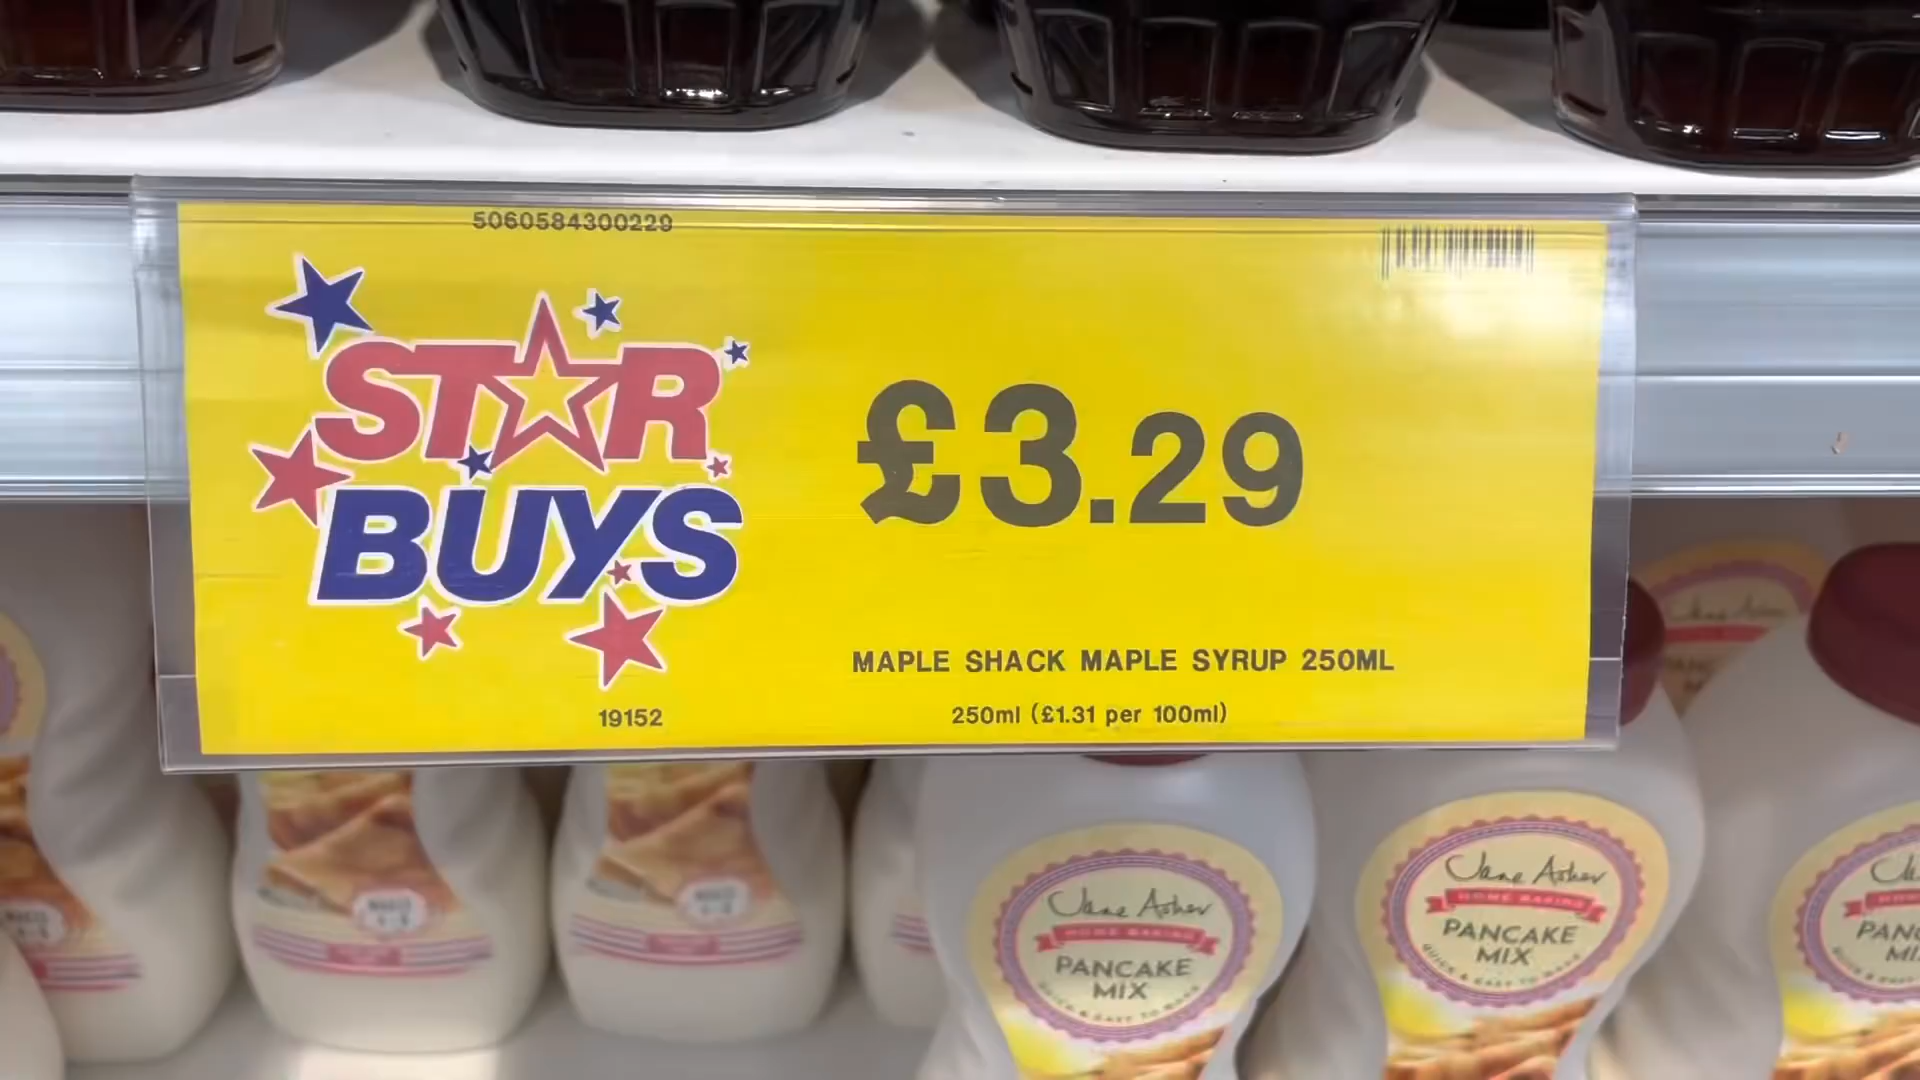 5060584300229
STAR
BUYS
£3.29
MAPLE SHACK MAPLE SYRUP 250ML
19152
250ml (£1.31 per 100ml)
Jane Asher
HOME BAKING
PANCAKE
MIX
QUICK & EASY TO MAKE
Jane Asher
HOME BAKING
PANCAKE
MIX
QUICK & EASY TO MAKE